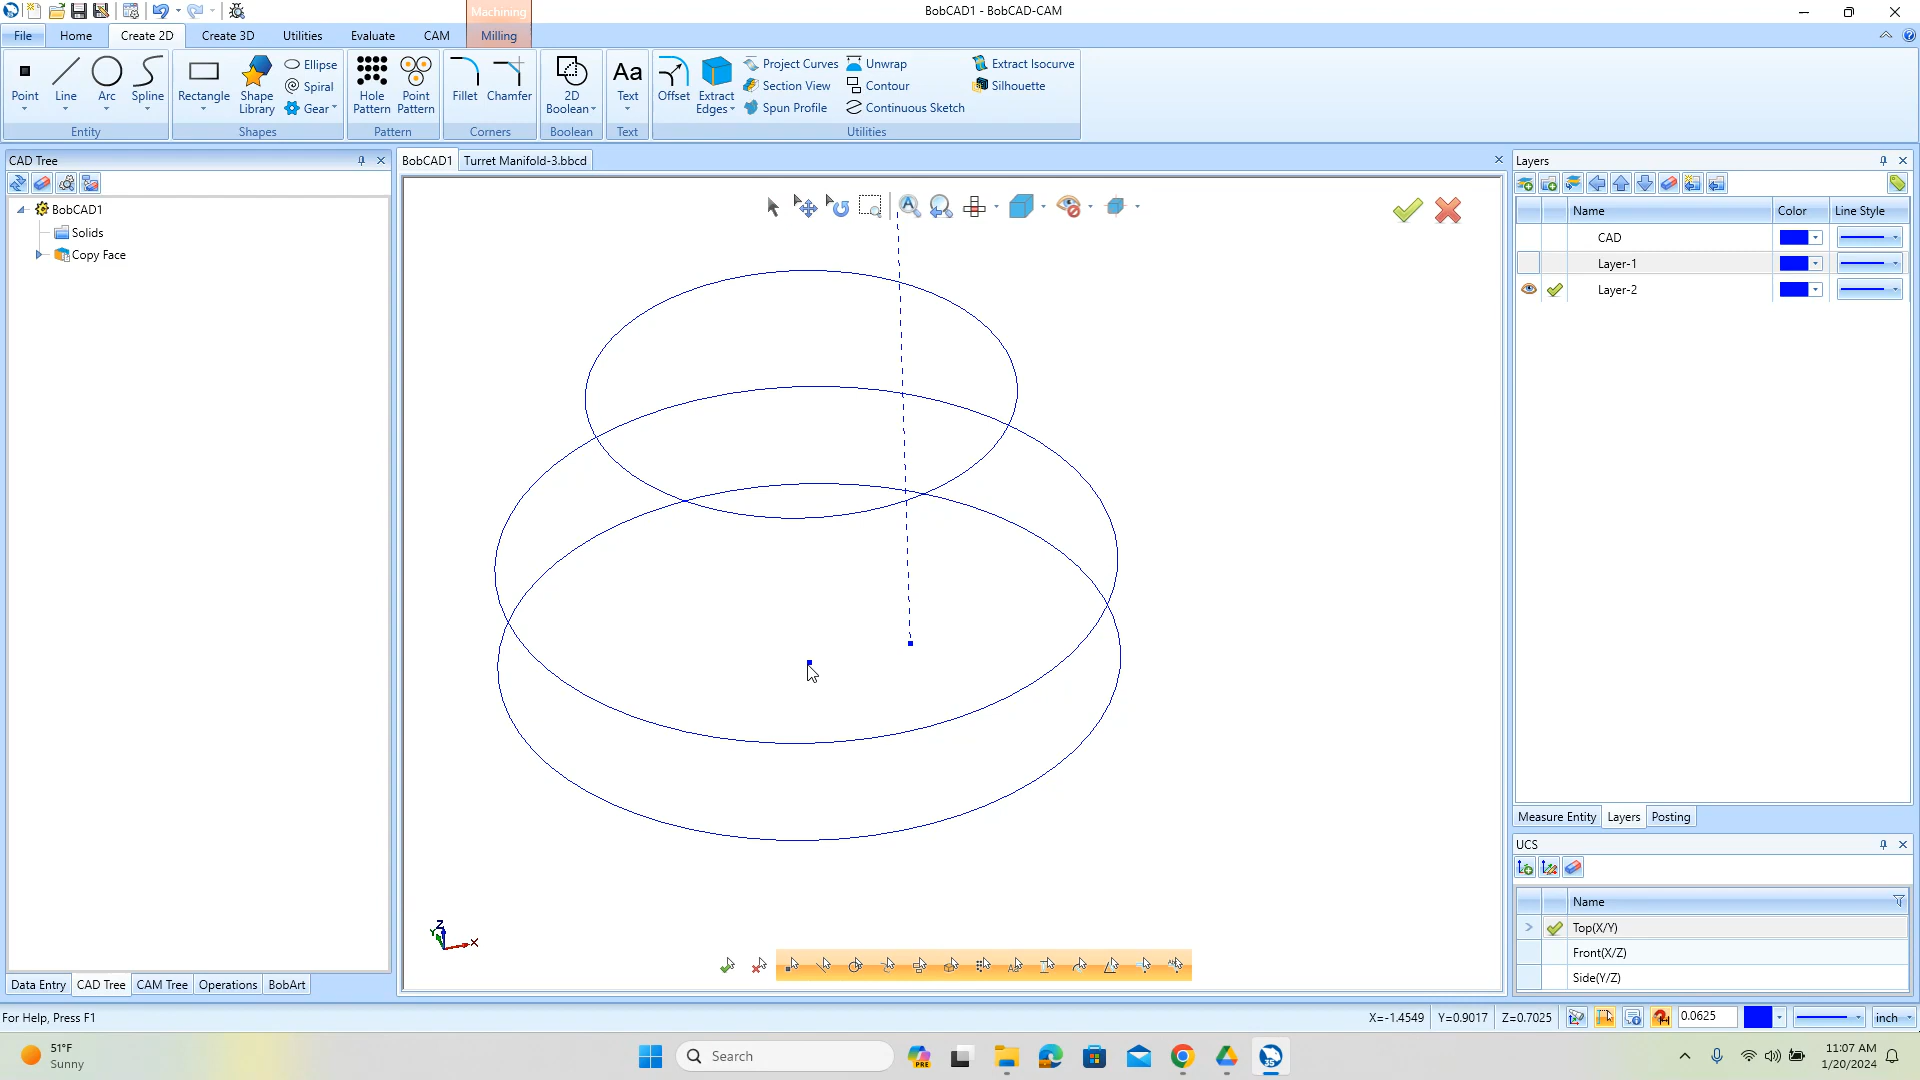 Machining
BobCAD1 - BobCAD-CAM
File Home Create 2D Create 3D Utilities Evaluate CAM Milling
Point Line Arc Spline
Entity
Rectangle
Shape
Library
Ellipse
Spiral
Gear
Shapes
Hole
Pattern
Point
Pattern
Pattern
Fillet Chamfer
Corners
2D
Boolean
Boolean
Aa
Text
Text
Offset
Extract
Edges
Project Curves
Section View
Spun Profile
Unwrap
Contour
Continuous Sketch
Extract Isocurve
Silhouette
Utilities
CAD Tree
BobCAD1
Solids
Copy Face
BobCAD1 Turret Manifold-3.bbcd
Z
Y
X
Layers
Name Color Line Style
CAD
Layer-1
Layer-2
Measure Entity Layers Posting
UCS
Name
Top(X/Y)
Front(X/Z)
Side(Y/Z)
Data Entry CAD Tree CAM Tree Operations BobArt
For Help, Press F1
X=-1.4549 Y=0.9017 Z=0.7025 0.0625 inch
51°F
Sunny
Search
PRE
35
11:07 AM
1/20/2024